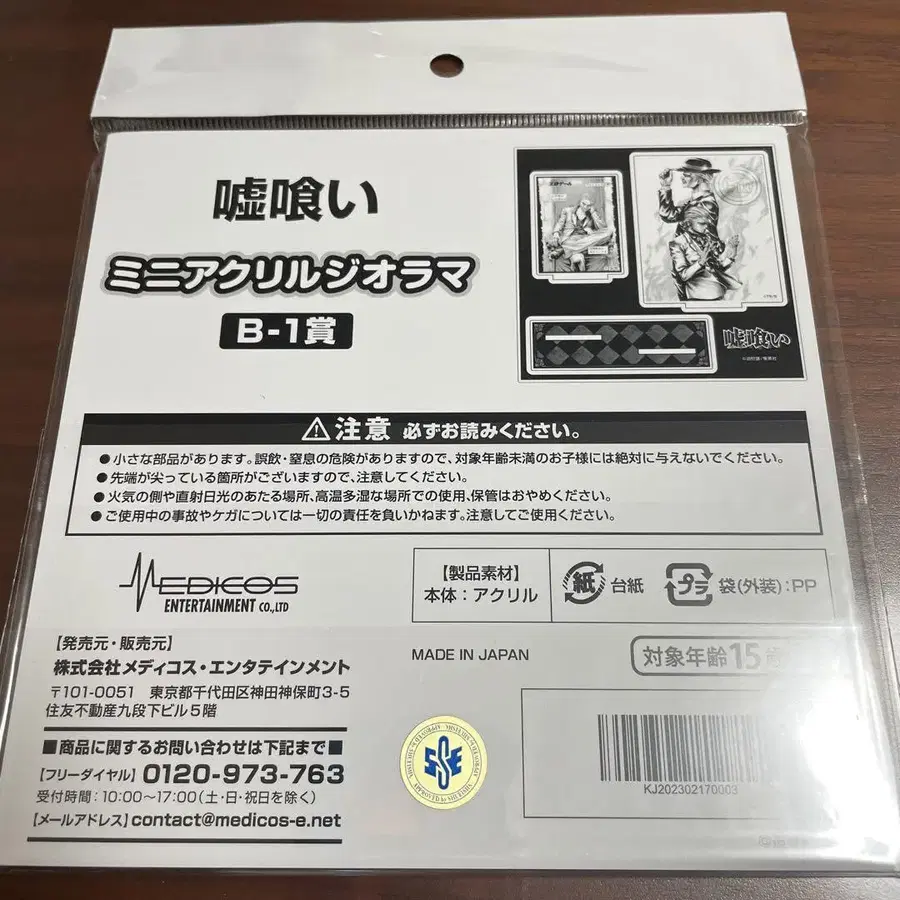 嘘喰い
ミニアクリルジオラマ
B-1賞
嘘喰い
⚠注意 必ずお読みください。
●小さな部品があります。誤飲・窒息の危険がありますので、対象年齢未満のお子様には絶対に与えないでください。
●先端が尖っている箇所がございますので、注意してください。
●火気の側や直射日光のあたる場所、高温多湿な場所での使用、保管はおやめください。
●ご使用中の事故やケガについては一切の責任を負いかねます。注意してご使用ください。
MEDICOS
ENTERTAINMENT CO.,LTD
【製品素材】
本体：アクリル
紙 台紙
プラ 袋(外装)：PP
【発売元・販売元】
株式会社メディコス・エンタテインメント
〒101-0051 東京都千代田区神田神保町3-5
住友不動産九段下ビル5階
■商品に関するお問い合わせは下記まで■
【フリーダイヤル】0120-973-763
受付時間：10:00〜17:00(土・日・祝日を除く)
【メールアドレス】contact@medicos-e.net
MADE IN JAPAN
対象年齢15
KJ202302170003